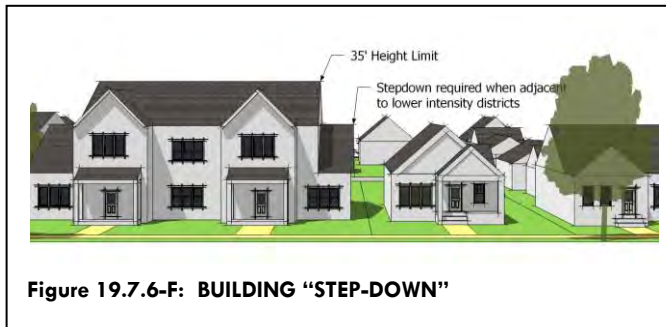 35' Height Limit
Stepdown required when adjacent
to lower intensity districts
Figure 19.7.6-F: BUILDING “STEP-DOWN”